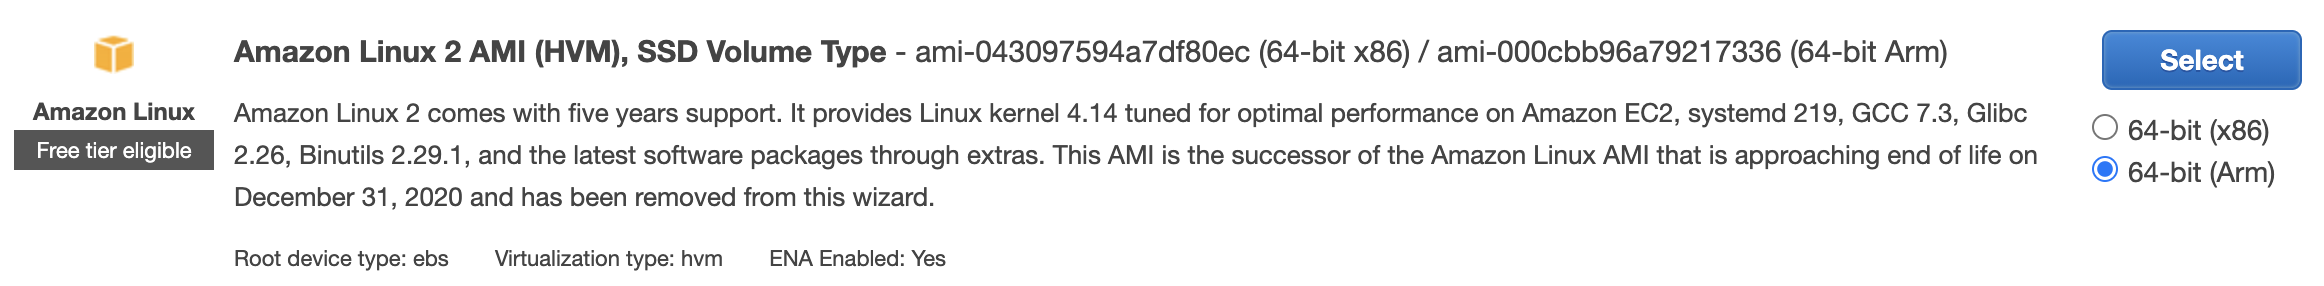 Amazon Linux
Free tier eligible
Amazon Linux 2 AMI (HVM), SSD Volume Type - ami-043097594a7df80ec (64-bit x86) / ami-000cbb96a79217336 (64-bit Arm)
Amazon Linux 2 comes with five years support. It provides Linux kernel 4.14 tuned for optimal performance on Amazon EC2, systemd 219, GCC 7.3, Glibc
2.26, Binutils 2.29.1, and the latest software packages through extras. This AMI is the successor of the Amazon Linux AMI that is approaching end of life on
December 31, 2020 and has been removed from this wizard.
Root device type: ebs Virtualization type: hvm ENA Enabled: Yes
Select
64-bit (x86)
64-bit (Arm)